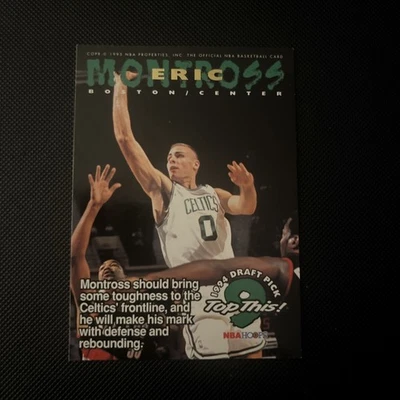 COPR.© 1995 NBA PROPERTIES, INC. THE OFFICIAL NBA BASKETBALL CARD
MONTROSS
ERIC
BOSTON/CENTER
CELTICS
0
Montross should bring
some toughness to the
Celtics' frontline, and
he will make his mark
with defense and
rebounding.
1994 DRAFT PICK
9
Top This!
NBA HOOPS